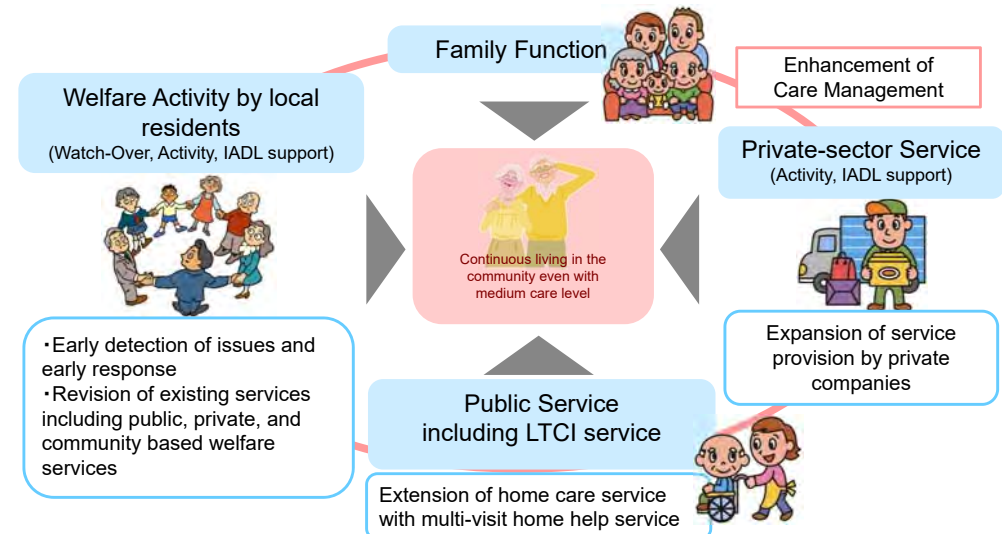 Family Function
Enhancement of
Care Management
Welfare Activity by local
residents
(Watch-Over, Activity, IADL support)
Private-sector Service
(Activity, IADL support)
Continuous living in the
community even with
medium care level
・Early detection of issues and
early response
・Revision of existing services
including public, private, and
community based welfare
services
Expansion of service
provision by private
companies
Public Service
including LTCI service
Extension of home care service
with multi-visit home help service